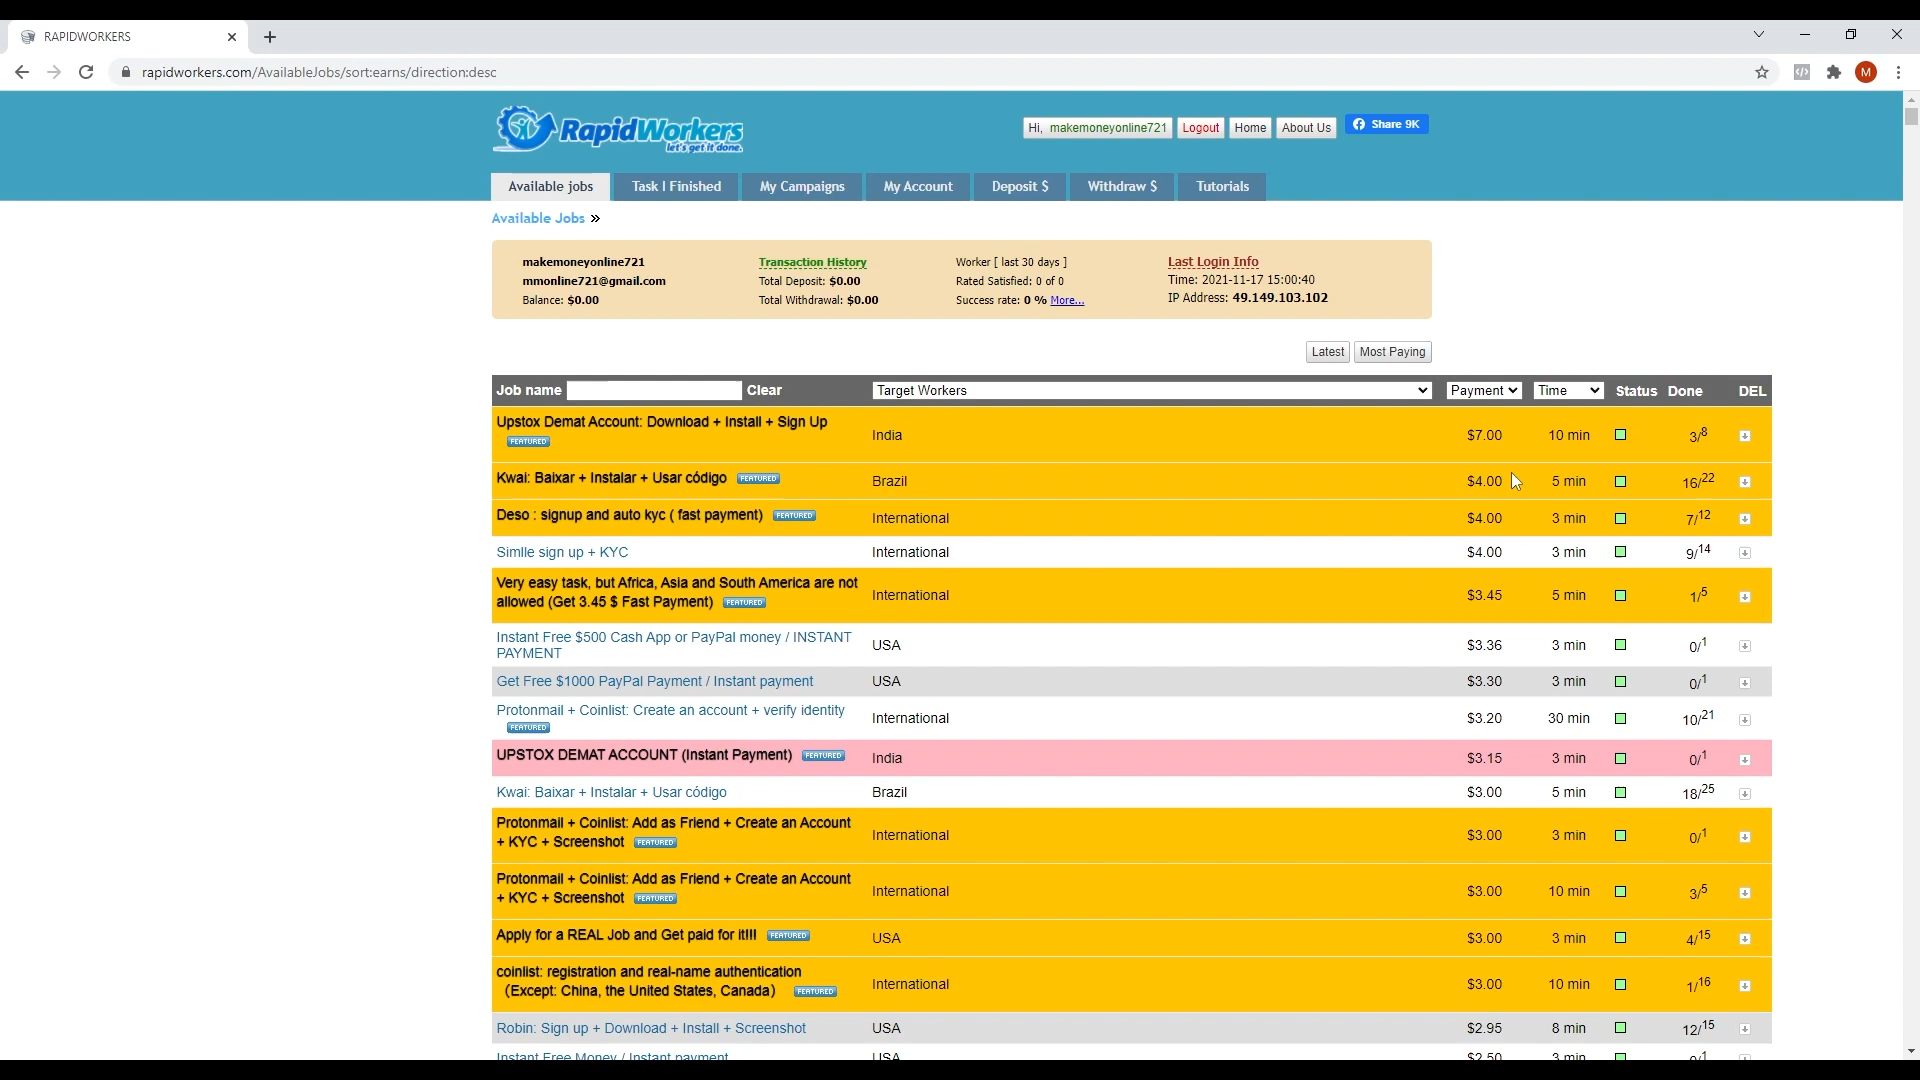 RAPIDWORKERS
rapidworkers.com/AvailableJobs/sort:earns/direction:desc
M
RapidWorkers
let's get it done.
Hi, makemoneyonline721 Logout Home About Us Share 9K
Available jobs Task I Finished My Campaigns My Account Deposit $ Withdraw $ Tutorials
Available Jobs »
makemoneyonline721 Transaction History Worker [ last 30 days ] Last Login Info
mmonline721@gmail.com Total Deposit: $0.00 Rated Satisfied: 0 of 0 Time: 2021-11-17 15:00:40
Balance: $0.00 Total Withdrawal: $0.00 Success rate: 0 % More... IP Address: 49.149.103.102
Latest Most Paying
Job name Clear Target Workers Payment Time Status Done DEL
Upstox Demat Account: Download + Install + Sign Up
FEATURED India $7.00 10 min 3/8
Kwai: Baixar + Instalar + Usar código FEATURED Brazil $4.00 5 min 16/22
Deso : signup and auto kyc ( fast payment) FEATURED International $4.00 3 min 7/12
Simlle sign up + KYC International $4.00 3 min 9/14
Very easy task, but Africa, Asia and South America are not
allowed (Get 3.45 $ Fast Payment) FEATURED International $3.45 5 min 1/5
Instant Free $500 Cash App or PayPal money / INSTANT
PAYMENT USA $3.36 3 min 0/1
Get Free $1000 PayPal Payment / Instant payment USA $3.30 3 min 0/1
Protonmail + Coinlist: Create an account + verify identity
FEATURED International $3.20 30 min 10/21
UPSTOX DEMAT ACCOUNT (Instant Payment) FEATURED India $3.15 3 min 0/1
Kwai: Baixar + Instalar + Usar código Brazil $3.00 5 min 18/25
Protonmail + Coinlist: Add as Friend + Create an Account
+ KYC + Screenshot FEATURED International $3.00 3 min 0/1
Protonmail + Coinlist: Add as Friend + Create an Account
+ KYC + Screenshot FEATURED International $3.00 10 min 3/5
Apply for a REAL Job and Get paid for it!!! FEATURED USA $3.00 3 min 4/15
coinlist: registration and real-name authentication
(Except: China, the United States, Canada) FEATURED International $3.00 10 min 1/16
Robin: Sign up + Download + Install + Screenshot USA $2.95 8 min 12/15
Instant Free Money / Instant payment USA $2.50 3 min 0/1